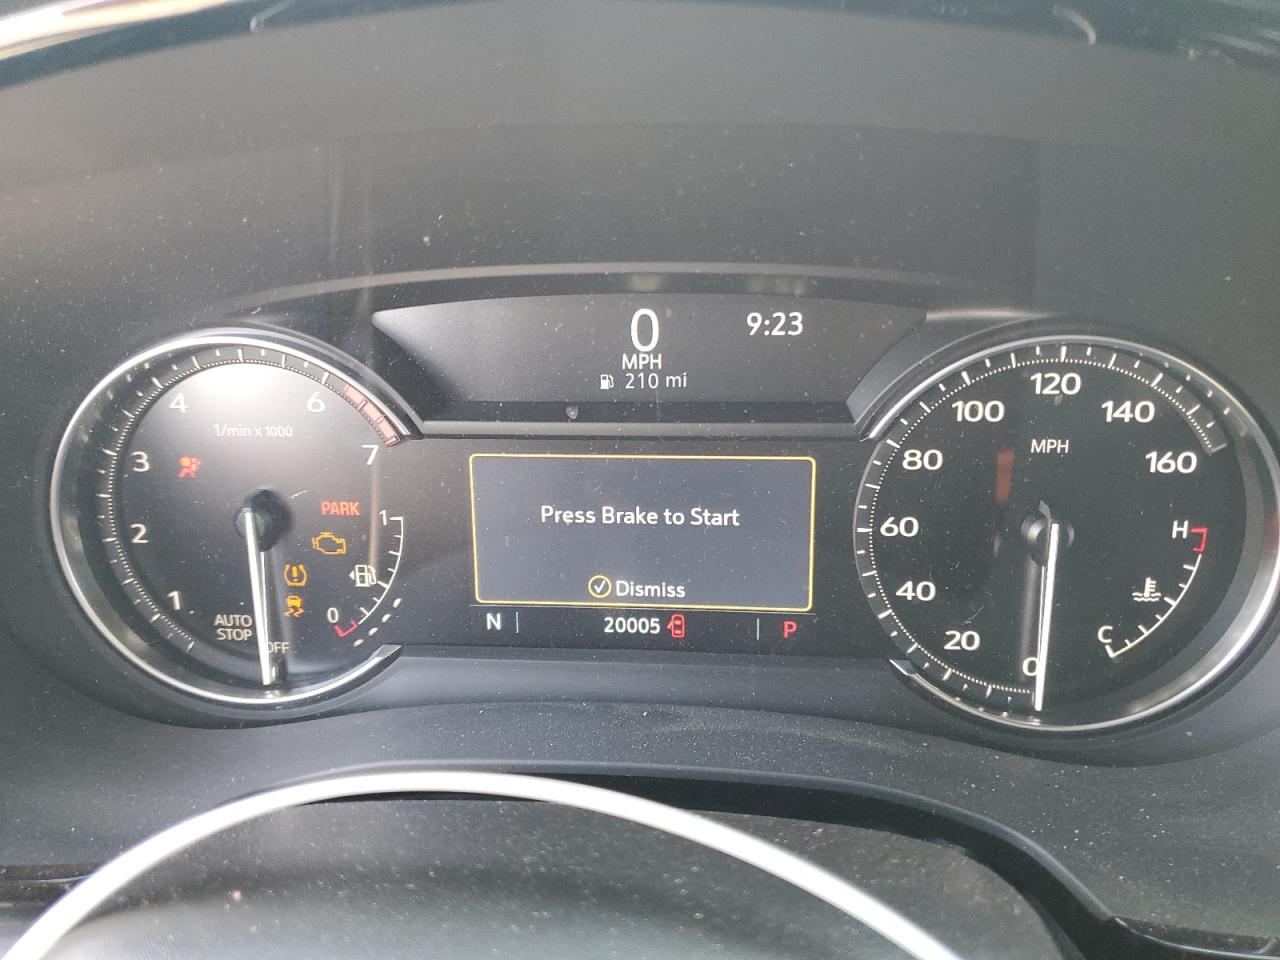 0
MPH
210 mi
9:23
4
6
1/min x 1000
3
7
2
PARK
1
1
0
AUTO
STOP
OFF
Press Brake to Start
Dismiss
N
20005
P
120
100
140
MPH
80
160
60
H
40
20
C
0